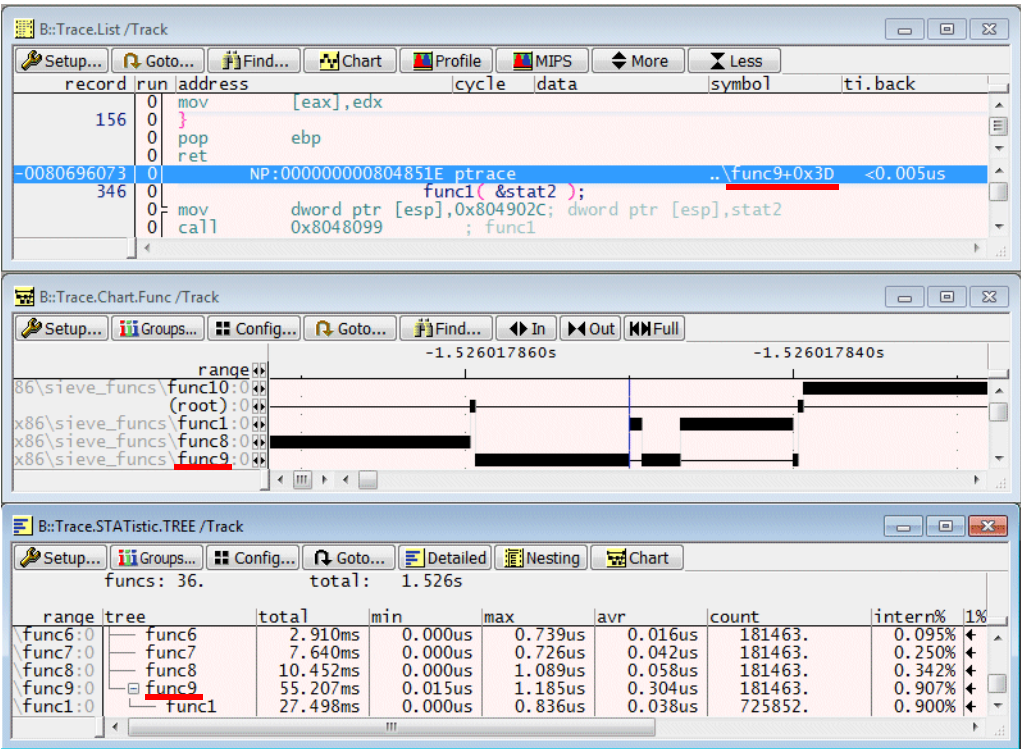 B::Trace.List /Track
Setup... Goto... Find... Chart Profile MIPS More Less
record run address cycle data symbol ti.back
0 mov [eax],edx
156 0 }
0 pop ebp
0 ret
-0080696073 0 NP:000000000804851E ptrace ..\func9+0x3D <0.005us
346 0 func1( &stat2 );
0 mov dword ptr [esp],0x804902C; dword ptr [esp],stat2
0 call 0x8048099 ; func1
B::Trace.Chart.Func /Track
Setup... Groups... Config... Goto... Find... In Out Full
-1.526017860s -1.526017840s
range
86\sieve_funcs\func10:0
(root):0
x86\sieve_funcs\func1:0
x86\sieve_funcs\func8:0
x86\sieve_funcs\func9:0
B::Trace.STATistic.TREE /Track
Setup... Groups... Config... Goto... Detailed Nesting Chart
funcs: 36. total: 1.526s
range tree total min max avr count intern% 1%
\func6:0 func6 2.910ms 0.000us 0.739us 0.016us 181463. 0.095%
\func7:0 func7 7.640ms 0.000us 0.726us 0.042us 181463. 0.250%
\func8:0 func8 10.452ms 0.000us 1.089us 0.058us 181463. 0.342%
\func9:0 func9 55.207ms 0.015us 1.185us 0.304us 181463. 0.907%
\func1:0 func1 27.498ms 0.000us 0.836us 0.038us 725852. 0.900%